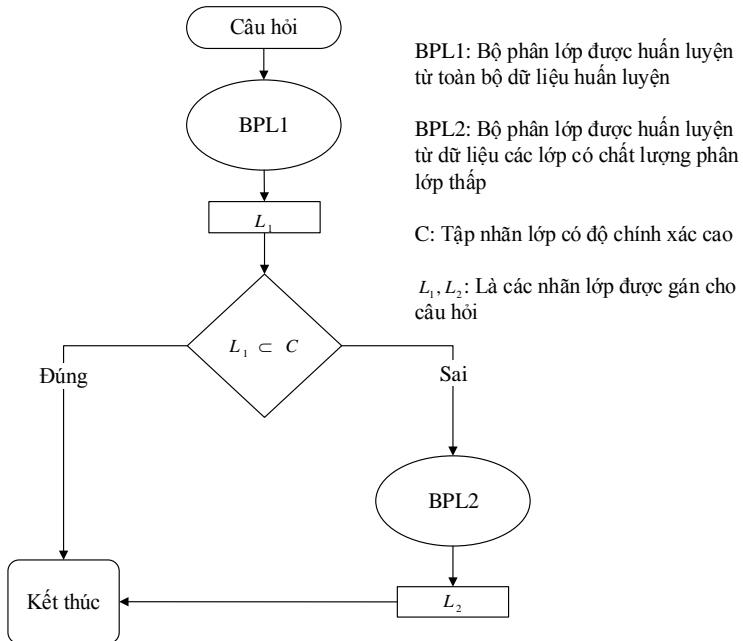 Câu hỏi
BPL1
L₁
L₁ ⊂ C
Đúng
Sai
BPL2
L₂
Kết thúc
BPL1: Bộ phân lớp được huấn luyện
từ toàn bộ dữ liệu huấn luyện
BPL2: Bộ phân lớp được huấn luyện
từ dữ liệu các lớp có chất lượng phân
lớp thấp
C: Tập nhãn lớp có độ chính xác cao
L₁, L₂: Là các nhãn lớp được gán cho
câu hỏi